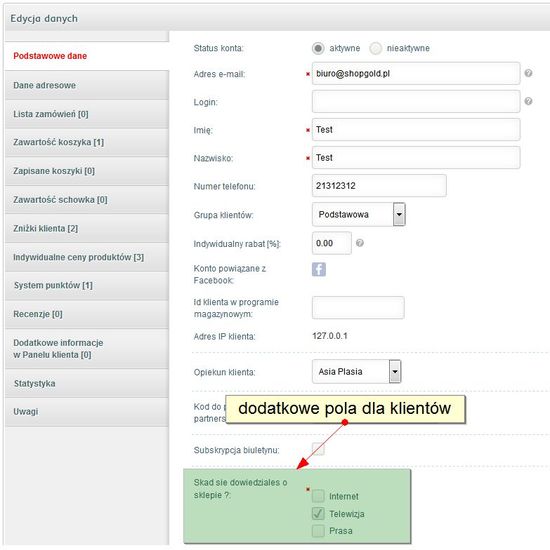 Edycja danych
Podstawowe dane
Dane adresowe
Lista zamówień [0]
Zawartość koszyka [1]
Zapisane koszyki [0]
Zawartość schowka [0]
Zniżki klienta [2]
Indywidualne ceny produktów [3]
System punktów [1]
Recenzje [0]
Dodatkowe informacje
w Panelu klienta [0]
Statystyka
Uwagi
Status konta: aktywne nieaktywne
Adres e-mail: biuro@shopgold.pl
Login:
Imię: Test
Nazwisko: Test
Numer telefonu: 21312312
Grupa klientów: Podstawowa
Indywidualny rabat [%]: 0.00
Konto powiązane z
Facebook:
Id klienta w programie
magazynowym:
Adres IP klienta: 127.0.0.1
Opiekun klienta: Asia Plasia
Kod do
partners
dodatkowe pola dla klientów
Subskrypcja biuletynu:
Skad sie dowiedziales o
sklepie ?:
Internet
Telewizja
Prasa